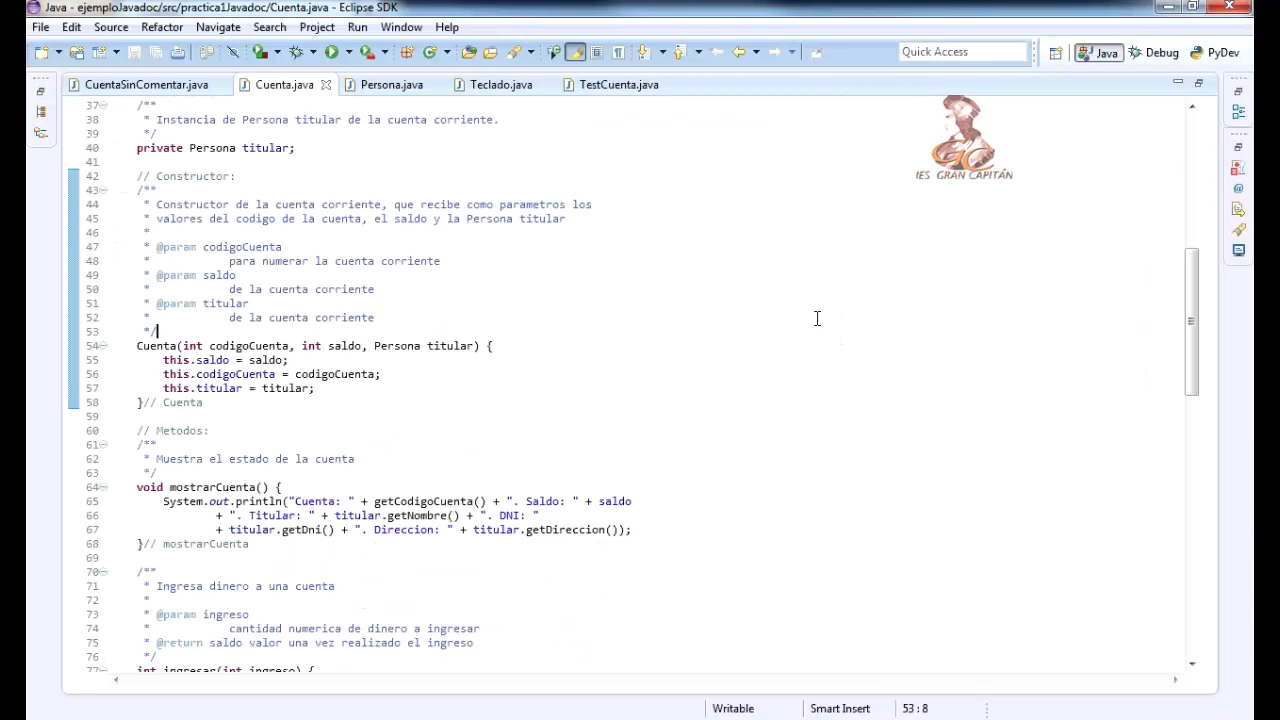 Java - ejemploJavadoc/src/practica1Javadoc/Cuenta.java - Eclipse SDK
File Edit Source Refactor Navigate Search Project Run Window Help
Quick Access Java Debug PyDev
CuentaSinComentar.java Cuenta.java Persona.java Teclado.java TestCuenta.java
37 /**
38 * Instancia de Persona titular de la cuenta corriente.
39 */
40 private Persona titular;
41
42 // Constructor:
43 /**
44 * Constructor de la cuenta corriente, que recibe como parametros los
45 * valores del codigo de la cuenta, el saldo y la Persona titular
46 *
47 * @param codigoCuenta
48 * para numerar la cuenta corriente
49 * @param saldo
50 * de la cuenta corriente
51 * @param titular
52 * de la cuenta corriente
53 */
54 Cuenta(int codigoCuenta, int saldo, Persona titular) {
55 this.saldo = saldo;
56 this.codigoCuenta = codigoCuenta;
57 this.titular = titular;
58 }// Cuenta
59
60 // Metodos:
61 /**
62 * Muestra el estado de la cuenta
63 */
64 void mostrarCuenta() {
65 System.out.println("Cuenta: " + getCodigoCuenta() + ". Saldo: " + saldo
66 + ". Titular: " + titular.getNombre() + ". DNI: "
67 + titular.getDni() + ". Direccion: " + titular.getDireccion());
68 }// mostrarCuenta
69
70 /**
71 * Ingresa dinero a una cuenta
72 *
73 * @param ingreso
74 * cantidad numerica de dinero a ingresar
75 * @return saldo valor una vez realizado el ingreso
76 */
77 int ingresar(int ingreso) {
GC
IES GRAN CAPITÁN
Writable Smart Insert 53 : 8